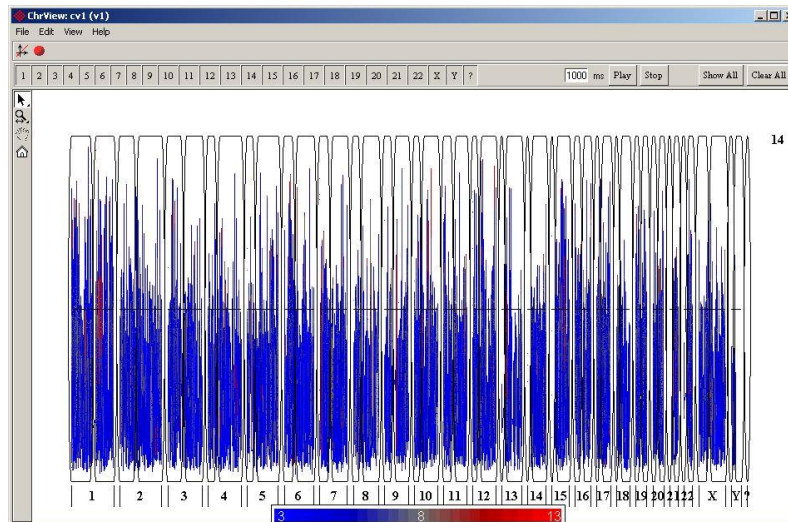 ChrView: cv1 (v1)
File Edit View Help
1 2 3 4 5 6 7 8 9 10 11 12 13 14 15 16 17 18 19 20 21 22 X Y ? 1000 ms Play Stop Show All Clear All
14
1 2 3 4 5 6 7 8 9 10 11 12 13 14 15 16 17 18 19 20 21 22 X Y ?
3 8 13